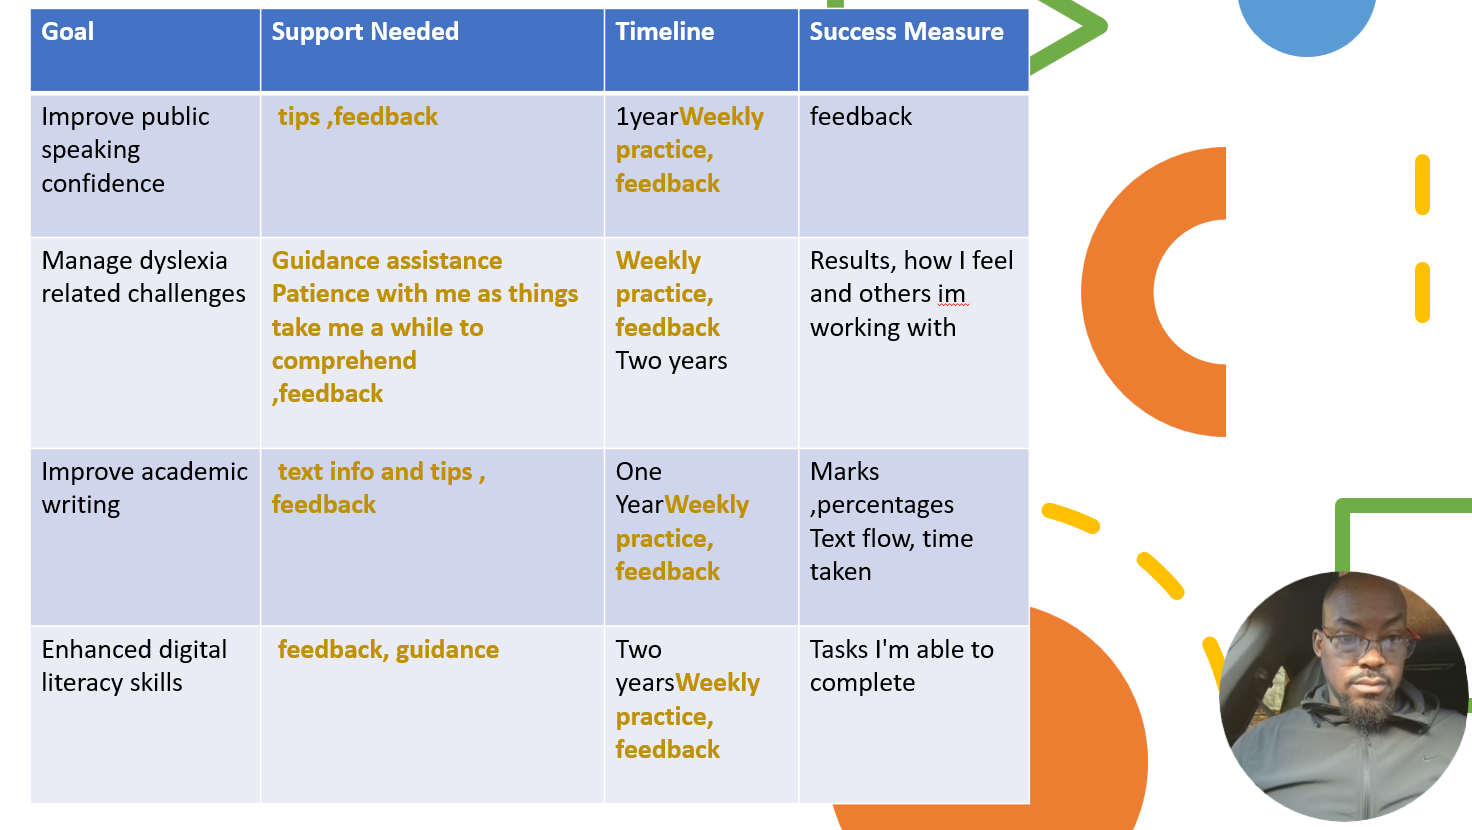 Goal
Support Needed
Timeline
Success Measure
Improve public
speaking
confidence
tips ,feedback
1yearWeekly
practice,
feedback
feedback
Manage dyslexia
related challenges
Guidance assistance
Patience with me as things
take me a while to
comprehend
,feedback
Weekly
practice,
feedback
Two years
Results, how I feel
and others im
working with
Improve academic
writing
text info and tips ,
feedback
One
YearWeekly
practice,
feedback
Marks
,percentages
Text flow, time
taken
Enhanced digital
literacy skills
feedback, guidance
Two
yearsWeekly
practice,
feedback
Tasks I'm able to
complete